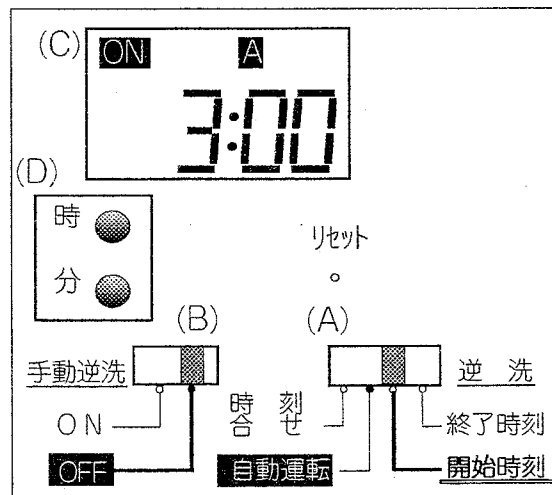 (C)
ON A
3:00
(D)
時
分
リセット
(B) (A)
手動逆洗
逆 洗
時 刻
合 せ
ON
終了時刻
OFF
自動運転
開始時刻